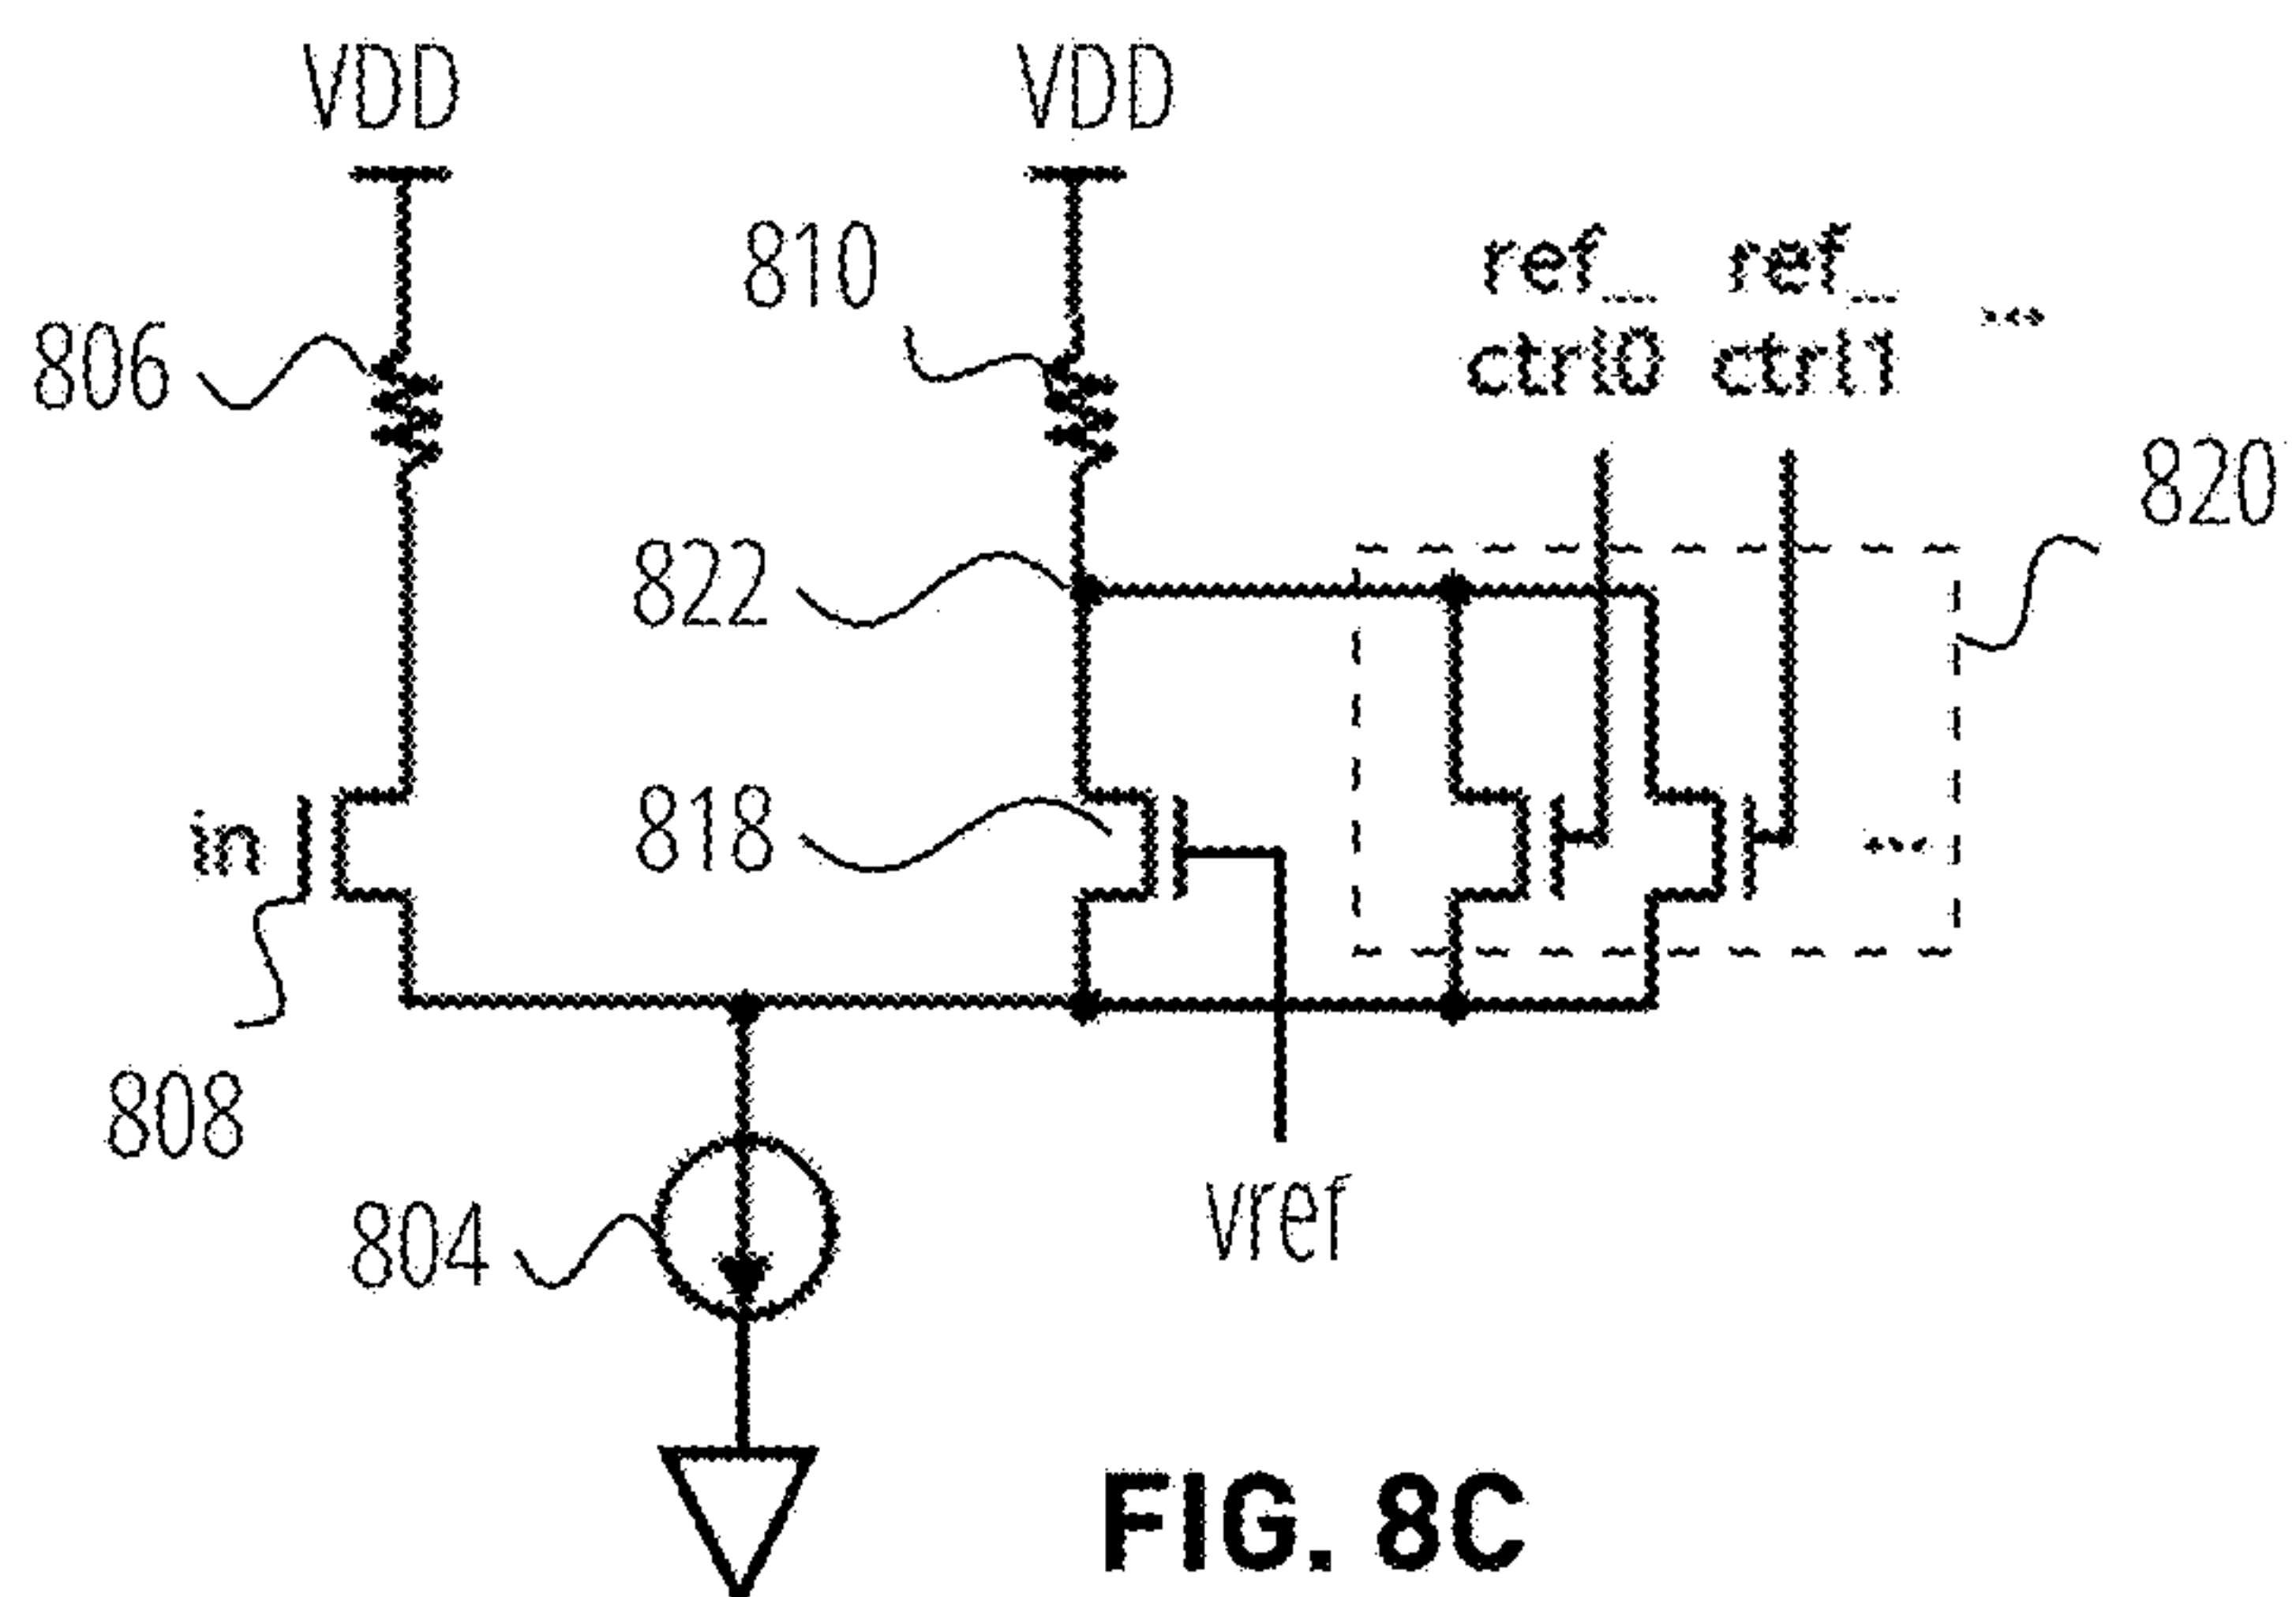 VDD VDD
810
ref_ ref_ ...
ctrl0 ctrl1
806
820
822
in
818
808
vref
804
FIG. 8C
...